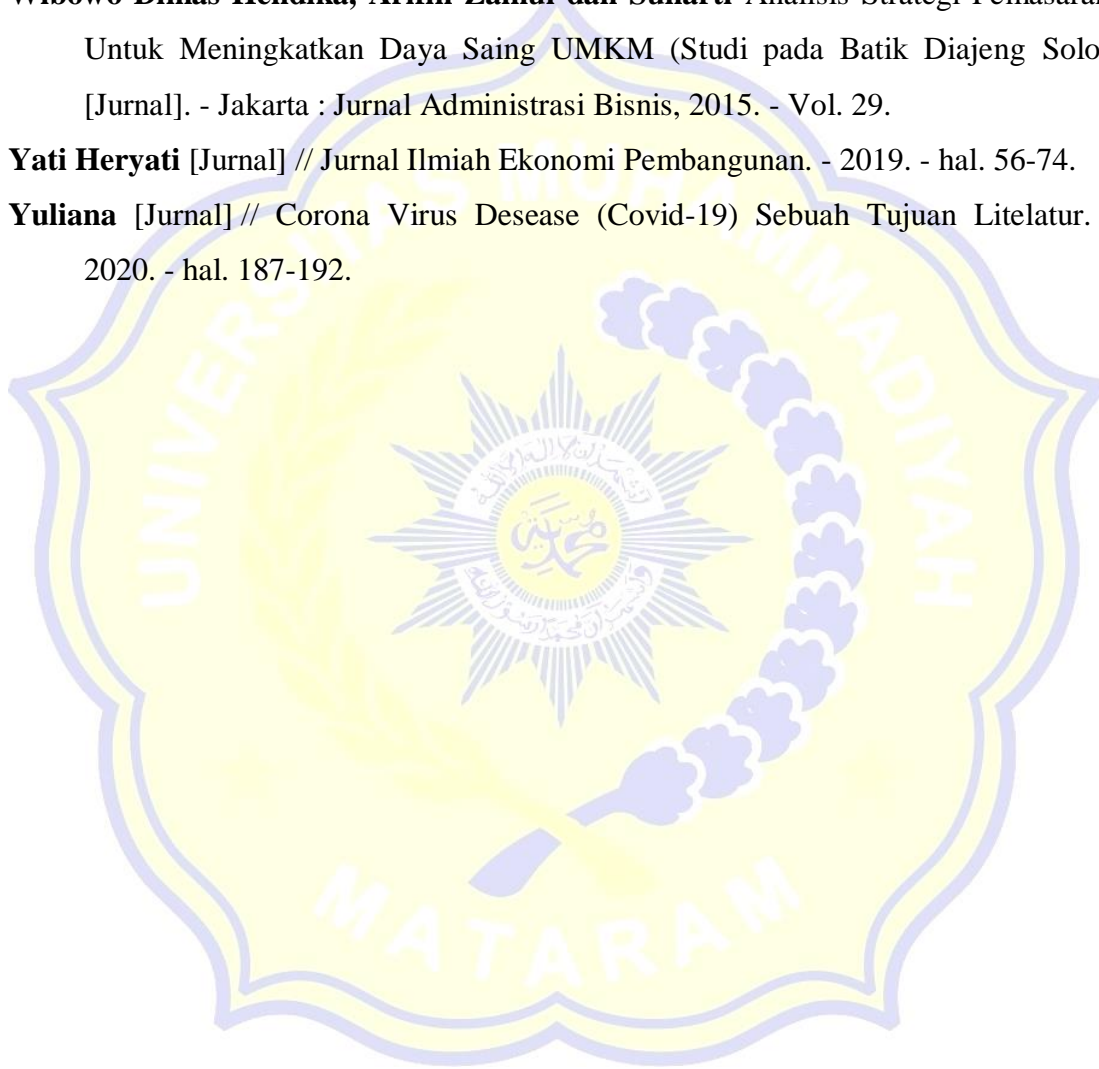 Wibowo Dimas Hendika, Arifin Zainul dan Sunarti Analisis Strategi Pemasaran
Untuk Meningkatkan Daya Saing UMKM (Studi pada Batik Diajeng Solo
[Jurnal]. - Jakarta : Jurnal Administrasi Bisnis, 2015. - Vol. 29.
Yati Heryati [Jurnal] // Jurnal Ilmiah Ekonomi Pembangunan. - 2019. - hal. 56-74.
Yuliana [Jurnal] // Corona Virus Desease (Covid-19) Sebuah Tujuan Litelatur.
2020. - hal. 187-192.
UNIVERSITAS MUHAMMADIYAH
MATARAM